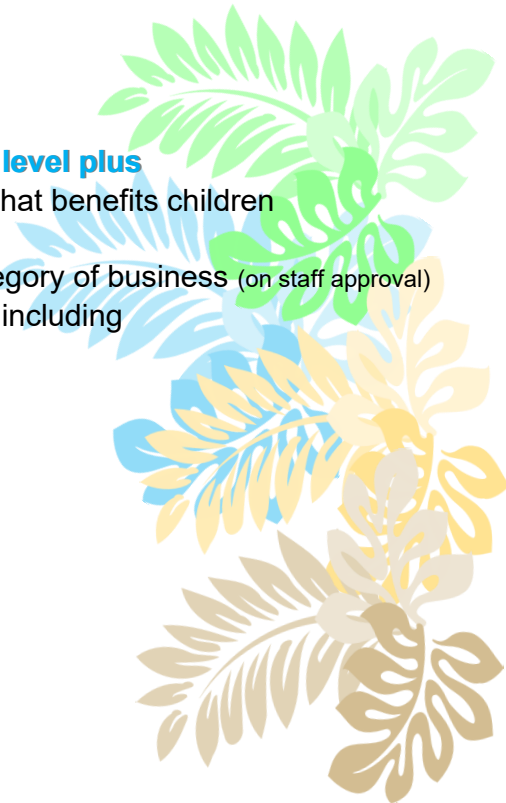 level plus
hat benefits children
egory of business (on staff approval)
including